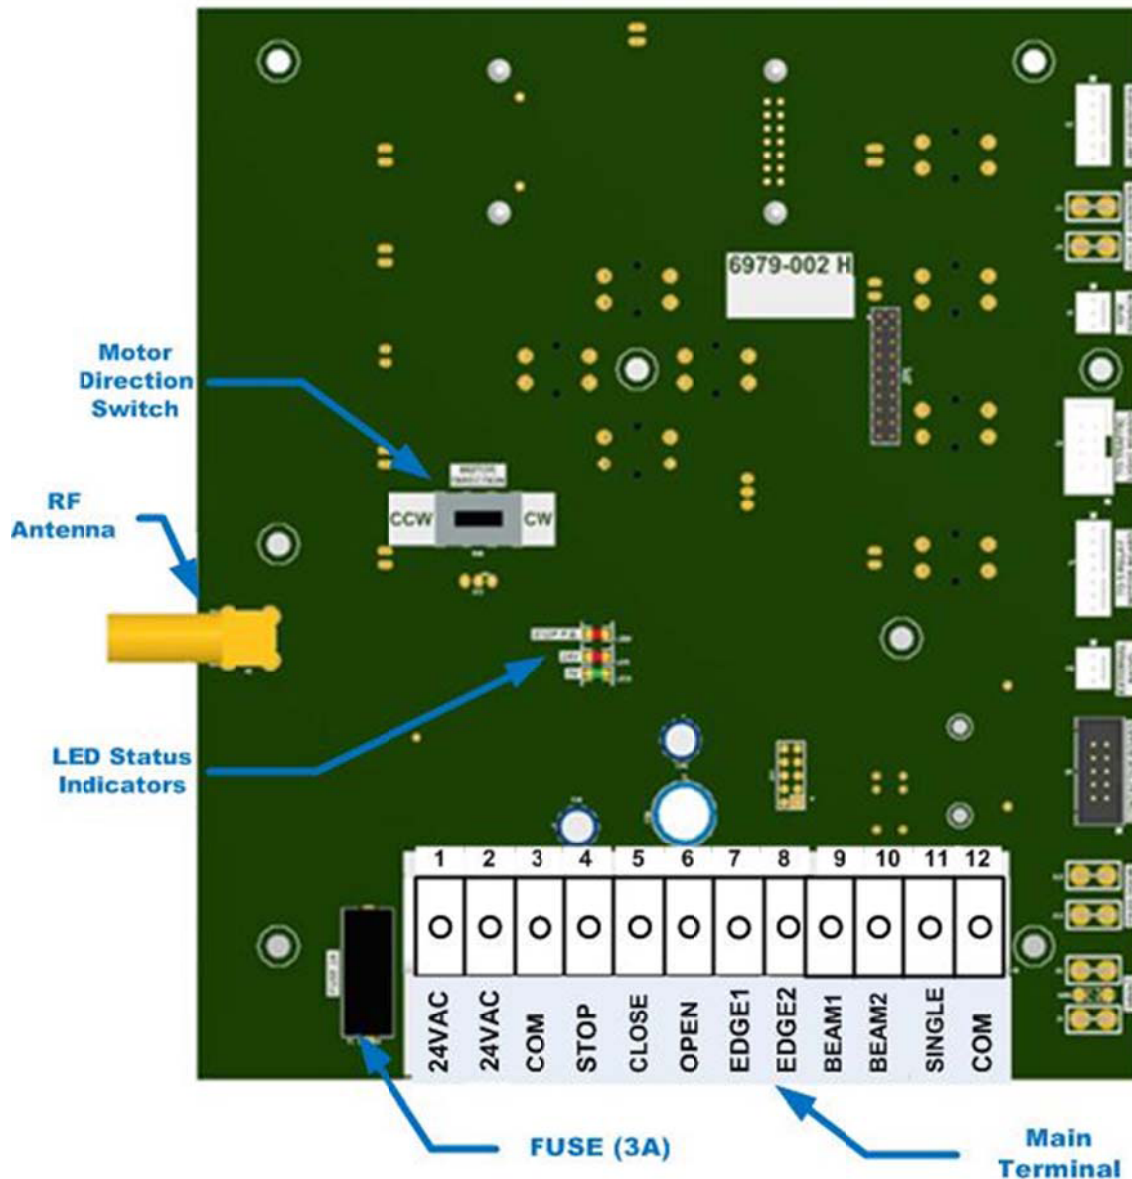 6979-002 H
Motor
Direction
Switch
MOTOR
DIRECTION
CCW
CW
RF
Antenna
LED Status
Indicators
1 2 3 4 5 6 7 8 9 10 11 12
24VAC
24VAC
COM
STOP
CLOSE
OPEN
EDGE1
EDGE2
BEAM1
BEAM2
SINGLE
COM
FUSE (3A)
Main
Terminal